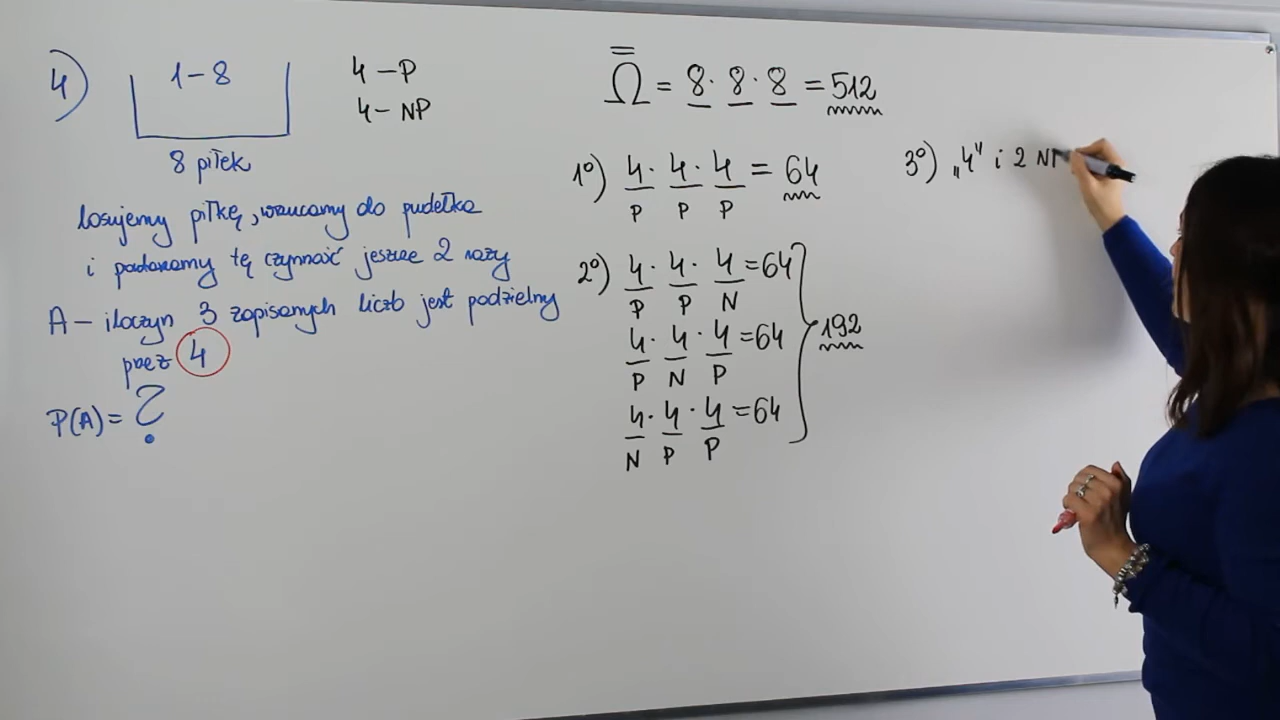 4)
1-8
4-P
4-NP
8 piłek
losujemy piłkę, wrzucamy do pudełka
i powtarzamy tę czynność jeszcze 2 razy
A - iloczyn 3 zapisanych liczb jest podzielny
przez 4
P(A) = ?
Ω = 8·8·8 = 512
1°) 4·4·4 = 64
P P P
2°) 4·4·4 = 64
P P N
4·4·4 = 64
P N P
4·4·4 = 64
N P P
192
3°) „4" i 2 NP